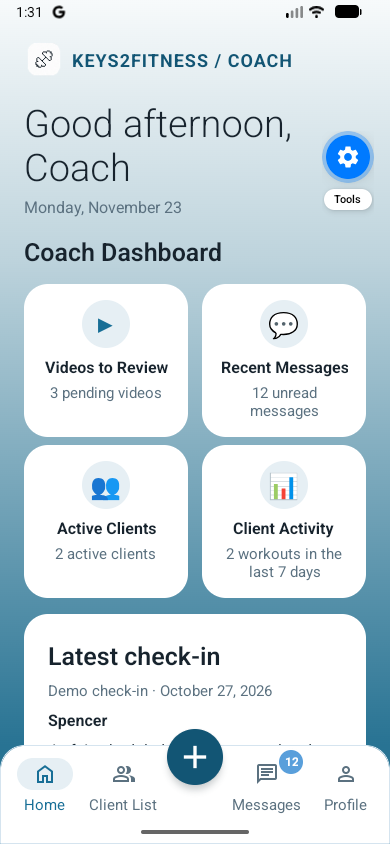 1:31 G
KEYS2FITNESS / COACH
Good afternoon,
Coach
Monday, November 23
Tools
Coach Dashboard
Videos to Review
3 pending videos
Recent Messages
12 unread
messages
Active Clients
2 active clients
Client Activity
2 workouts in the
last 7 days
Latest check-in
Demo check-in · October 27, 2026
Spencer
12
Home
Client List
Messages
Profile